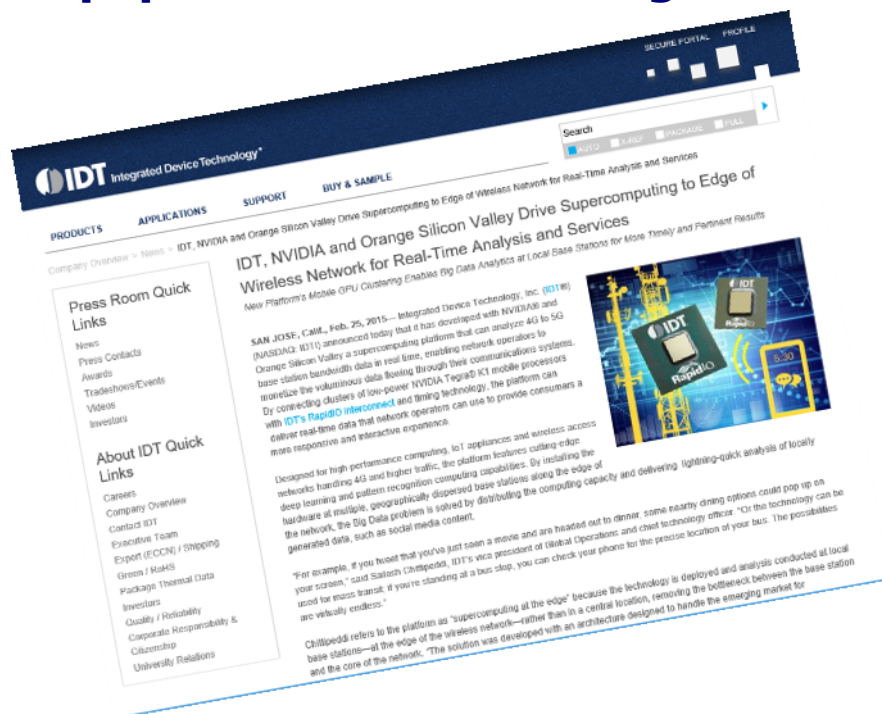 SECURE PORTAL PROFILE
IDT Integrated Device Technology
Search
AUTO X-REF PACKAGE FULL
PRODUCTS APPLICATIONS SUPPORT BUY & SAMPLE
Company Overview > News > IDT, NVIDIA and Orange Silicon Valley Drive Supercomputing to Edge of Wireless Network for Real-Time Analysis and Services
Press Room Quick
Links
News
Press Contacts
Awards
Tradeshows/Events
Videos
Investors
About IDT Quick
Links
Careers
Company Overview
Contact IDT
Executive Team
Export (ECCN) / Shipping
Green / RoHS
Package Thermal Data
Investors
Quality / Reliability
Corporate Responsibility &
Citizenship
University Relations
IDT, NVIDIA and Orange Silicon Valley Drive Supercomputing to Edge of
Wireless Network for Real-Time Analysis and Services
New Platform's Mobile GPU Clustering Enables Big Data Analytics at Local Base Stations for More Timely and Pertinent Results
SAN JOSE, Calif., Feb. 25, 2015— Integrated Device Technology, Inc. (IDT®)
(NASDAQ: IDTI) announced today that it has developed with NVIDIA® and
Orange Silicon Valley a supercomputing platform that can analyze 4G to 5G
base station bandwidth data in real time, enabling network operators to
monetize the voluminous data flowing through their communications systems.
By connecting clusters of low-power NVIDIA Tegra® K1 mobile processors
with IDT's RapidIO interconnect and timing technology, the platform can
deliver real-time data that network operators can use to provide consumers a
more responsive and interactive experience.
IDT
RapidIO
IDT
RapidIO
5:30
Designed for high performance computing, IoT appliances and wireless access
networks handling 4G and higher traffic, the platform features cutting-edge
deep learning and pattern recognition computing capabilities. By installing the
hardware at multiple, geographically dispersed base stations along the edge of
the network, the Big Data problem is solved by distributing the computing capacity and delivering lightning-quick analysis of locally
generated data, such as social media content.
"For example, if you tweet that you've just seen a movie and are headed out to dinner, some nearby dining options could pop up on
your screen," said Sailesh Chittipeddi, IDT's vice president of Global Operations and chief technology officer. "Or the technology can be
used for mass transit; if you're standing at a bus stop, you can check your phone for the precise location of your bus. The possibilities
are virtually endless."
Chittipeddi refers to the platform as "supercomputing at the edge" because the technology is deployed and analysis conducted at local
base stations—at the edge of the wireless network—rather than in a central location, removing the bottleneck between the base station
and the core of the network. "The solution was developed with an architecture designed to handle the emerging market for